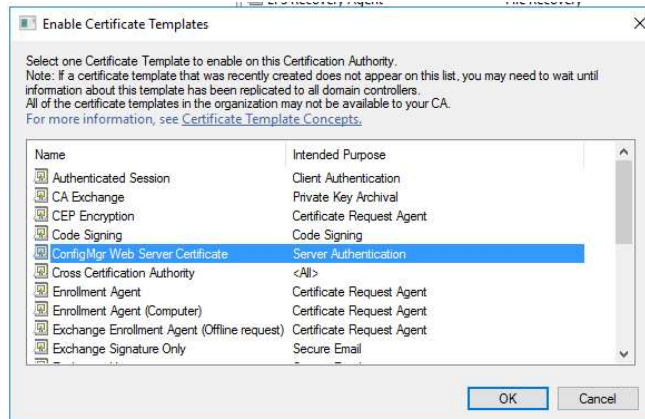 Enable Certificate Templates
Select one Certificate Template to enable on this Certification Authority.
Note: If a certificate template that was recently created does not appear on this list, you may need to wait until
information about this template has been replicated to all domain controllers.
All of the certificate templates in the organization may not be available to your CA.
For more information, see Certificate Template Concepts.
Name Intended Purpose
Authenticated Session Client Authentication
CA Exchange Private Key Archival
CEP Encryption Certificate Request Agent
Code Signing Code Signing
ConfigMgr Web Server Certificate Server Authentication
Cross Certification Authority <All>
Enrollment Agent Certificate Request Agent
Enrollment Agent (Computer) Certificate Request Agent
Exchange Enrollment Agent (Offline request) Certificate Request Agent
Exchange Signature Only Secure Email
OK Cancel